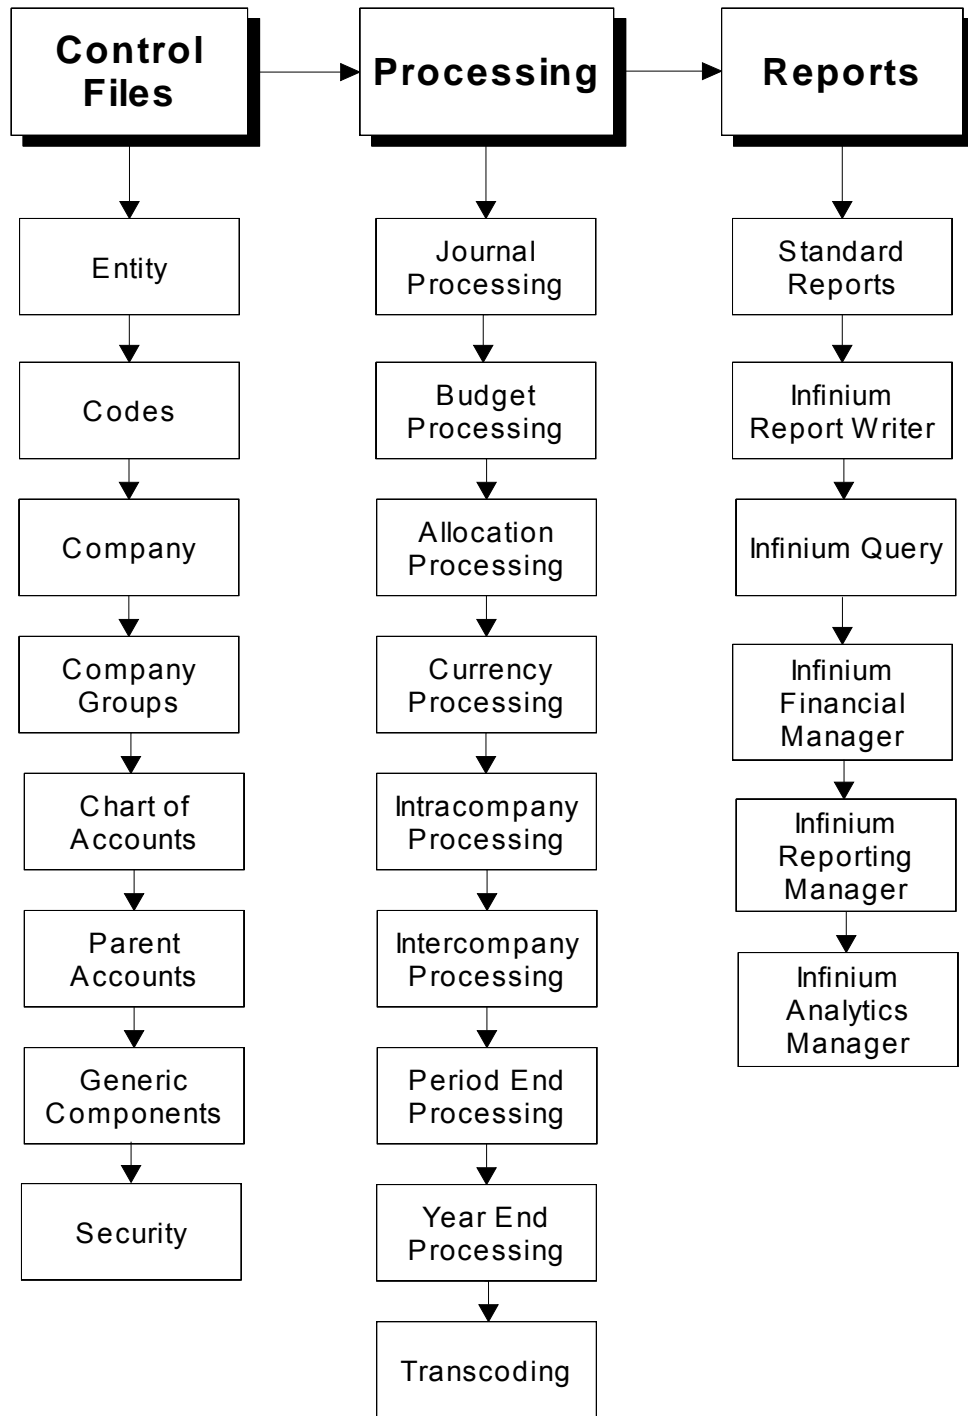 Control
Files
Processing
Reports
Entity
Codes
Company
Company
Groups
Chart of
Accounts
Parent
Accounts
Generic
Components
Security
Journal
Processing
Budget
Processing
Allocation
Processing
Currency
Processing
Intracompany
Processing
Intercompany
Processing
Period End
Processing
Year End
Processing
Transcoding
Standard
Reports
Infinium
Report Writer
Infinium Query
Infinium
Financial
Manager
Infinium
Reporting
Manager
Infinium
Analytics
Manager